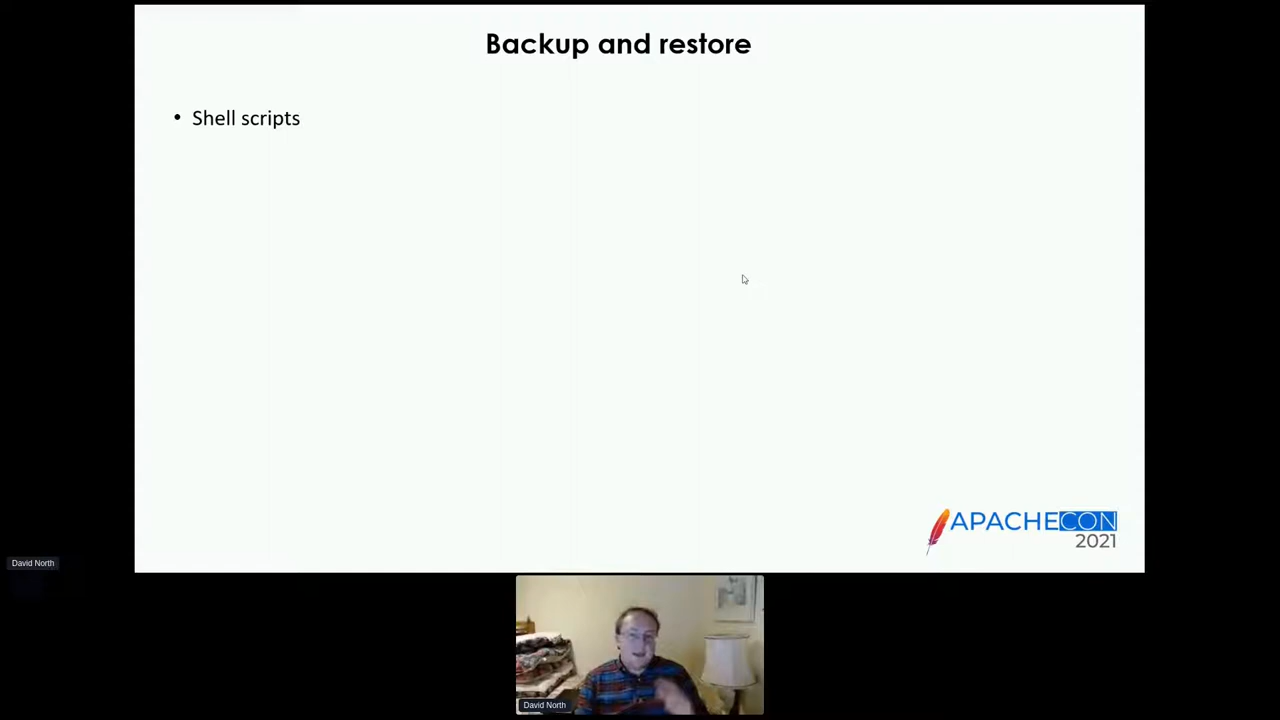 Backup and restore
• Shell scripts
APACHECON
2021
David North
David North